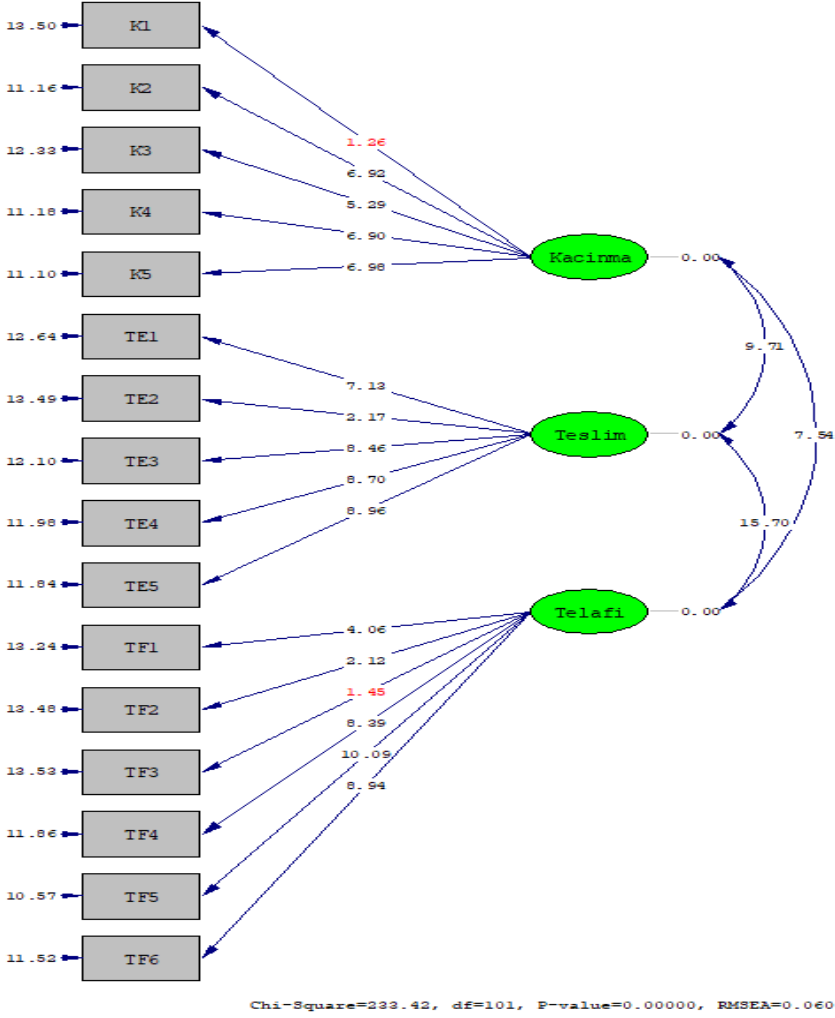 13.50 K1
11.16 K2
12.33 K3
11.18 K4
11.10 K5
12.64 TE1
13.49 TE2
12.10 TE3
11.98 TE4
11.84 TE5
13.24 TF1
13.48 TF2
13.53 TF3
11.86 TF4
10.57 TF5
11.52 TF6
1.26
6.92
5.29
6.90
6.98
7.13
2.17
8.46
8.70
8.96
4.06
2.12
1.45
8.39
10.09
8.94
Kacinma 0.00
Teslim 0.00
Telafi 0.00
9.71
7.54
15.70
Chi-Square=233.42, df=101, P-value=0.00000, RMSEA=0.060